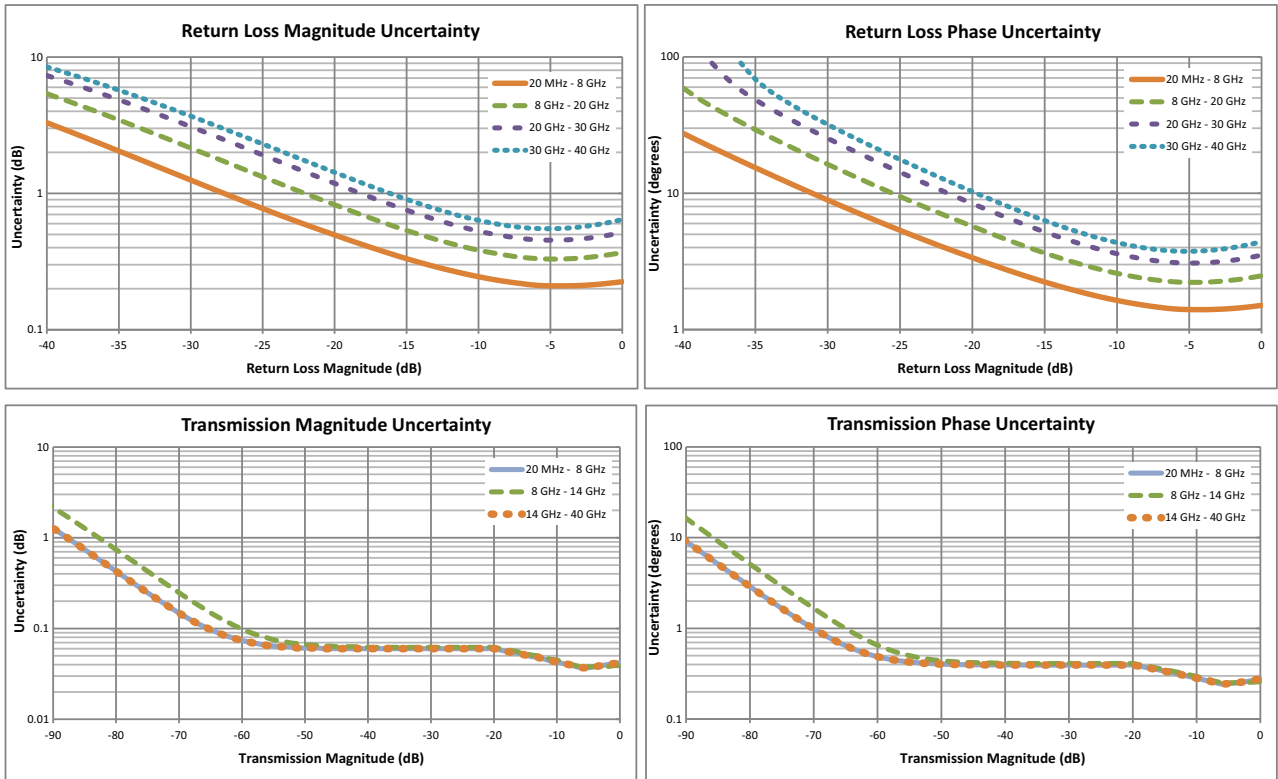 Return Loss Magnitude Uncertainty
Uncertainty (dB)
10
1
0.1
20 MHz - 8 GHz
8 GHz - 20 GHz
20 GHz - 30 GHz
30 GHz - 40 GHz
-40 -35 -30 -25 -20 -15 -10 -5 0
Return Loss Magnitude (dB)
Return Loss Phase Uncertainty
Uncertainty (degrees)
100
10
1
20 MHz - 8 GHz
8 GHz - 20 GHz
20 GHz - 30 GHz
30 GHz - 40 GHz
-40 -35 -30 -25 -20 -15 -10 -5 0
Return Loss Magnitude (dB)
Transmission Magnitude Uncertainty
Uncertainty (dB)
10
1
0.1
0.01
20 MHz - 8 GHz
8 GHz - 14 GHz
14 GHz - 40 GHz
-90 -80 -70 -60 -50 -40 -30 -20 -10 0
Transmission Magnitude (dB)
Transmission Phase Uncertainty
Uncertainty (degrees)
100
10
1
0.1
20 MHz - 8 GHz
8 GHz - 14 GHz
14 GHz - 40 GHz
-90 -80 -70 -60 -50 -40 -30 -20 -10 0
Transmission Magnitude (dB)